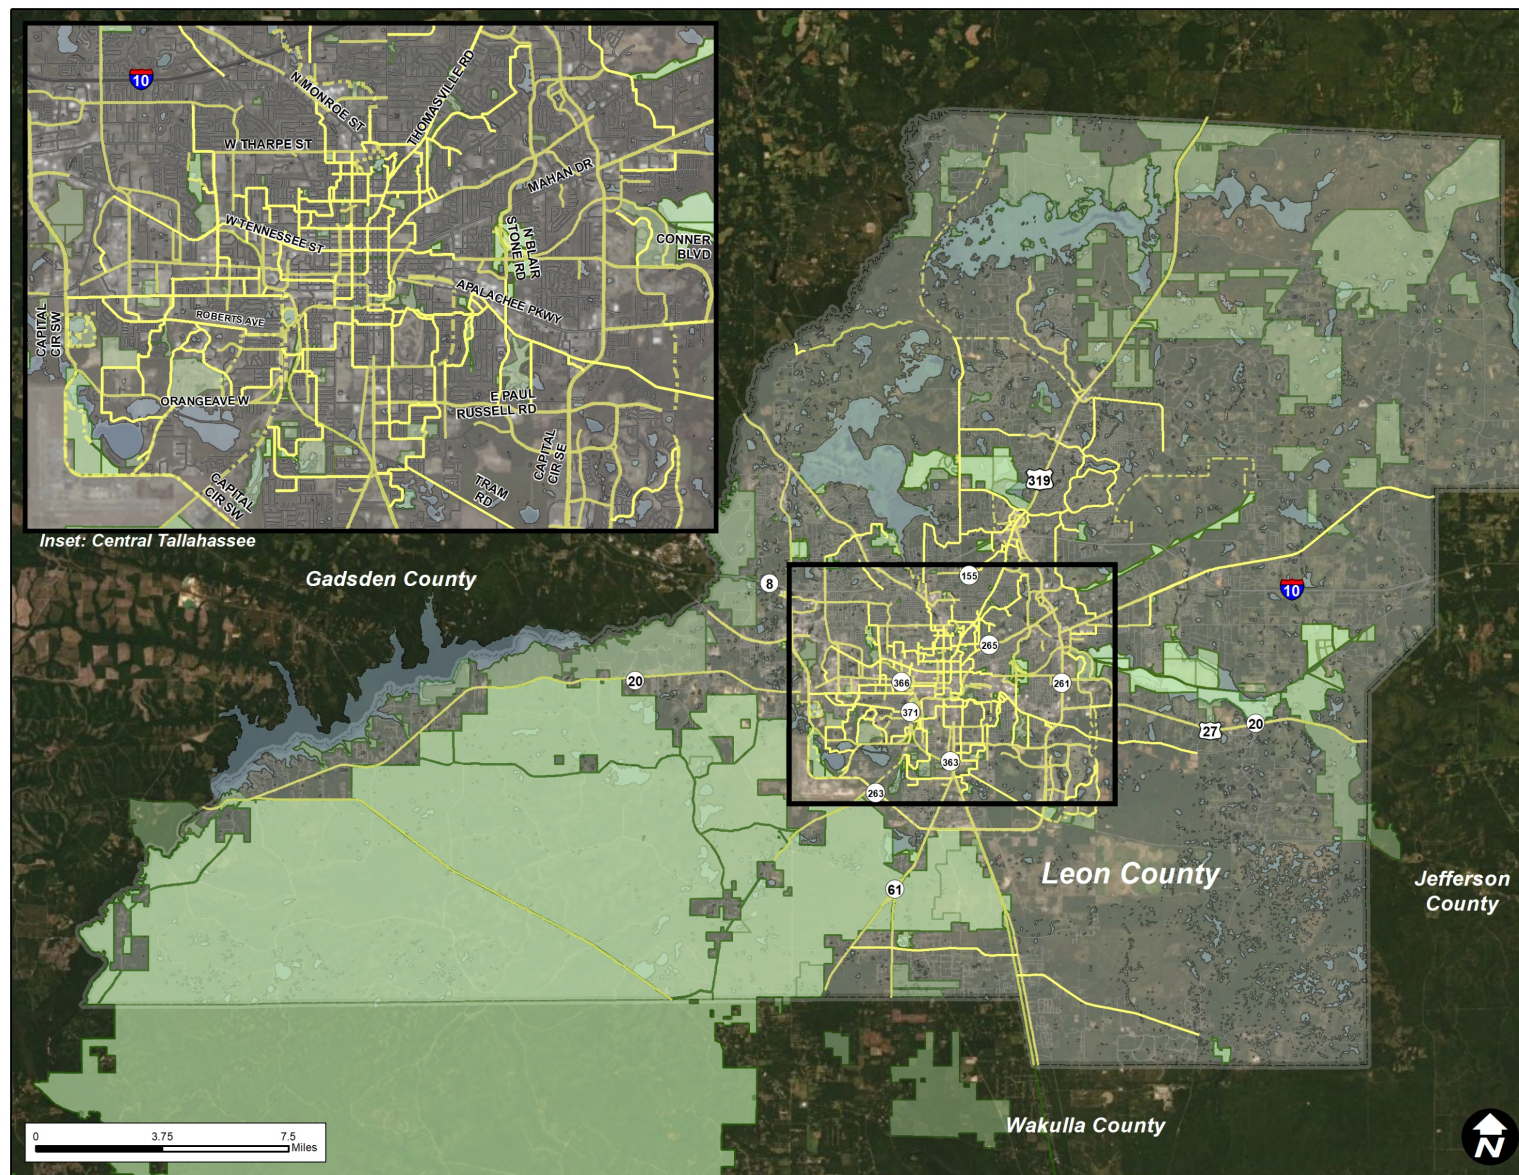 10
N MONROE ST
THOMASVILLE RD
W THARPE ST
MAHAN DR
W TENNESSEE ST
N BLAIR
STONE RD
CONNER
BLVD
APALACHEE PKWY
CAPITAL
CIR SW
ROBERTS AVE
ORANGEAVE W
E PAUL
RUSSELL RD
CAPITAL
CIR SE
TRAM
RD
CAPITAL
CIR SW
Inset: Central Tallahassee
Gadsden County
319
8
155
10
265
20
366
261
371
27
20
363
263
61
Leon County
Jefferson
County
Wakulla County
0
3.75
7.5
Miles
N